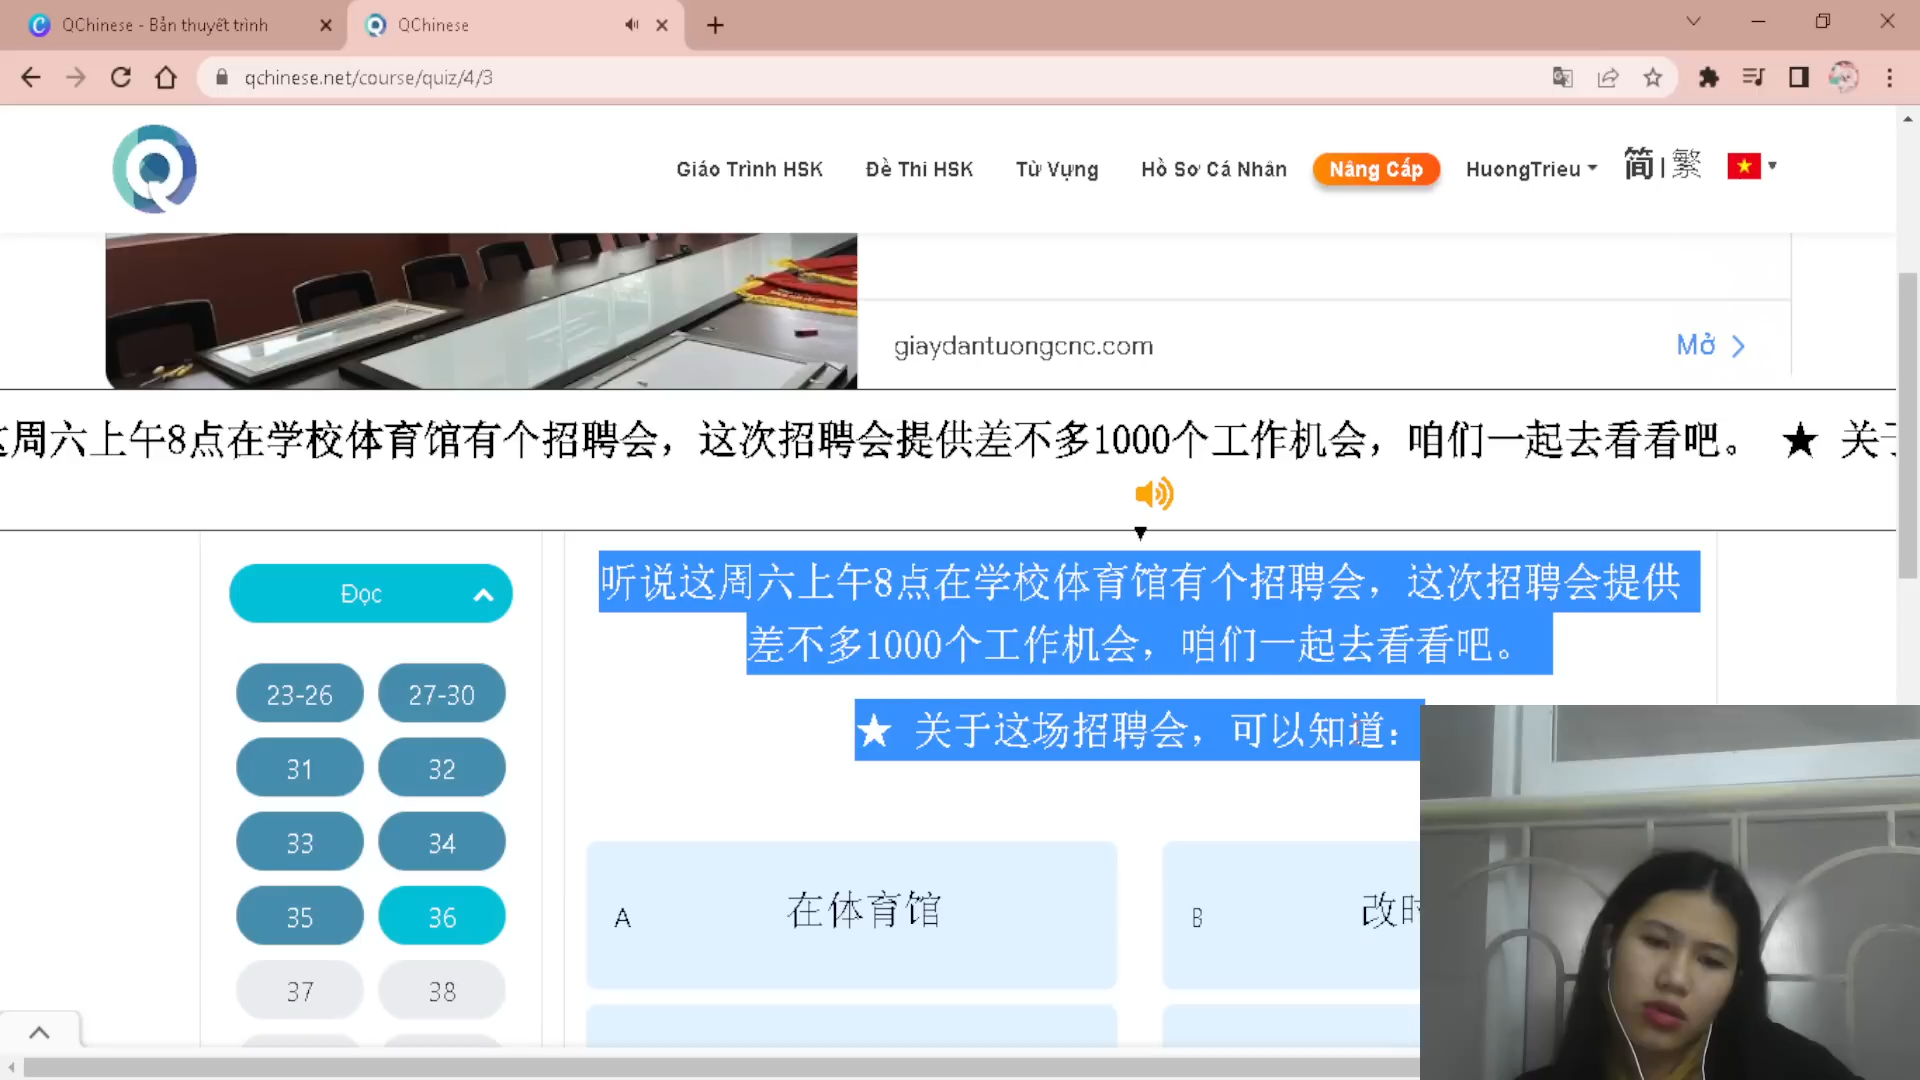 QChinese - Bản thuyết trình
QChinese
qchinese.net/course/quiz/4/3
Giáo Trình HSK
Đề Thi HSK
Từ Vựng
Hồ Sơ Cá Nhân
Nâng Cấp
HuongTrieu
简 | 繁
giaydantuongcnc.com
Mở
周六上午8点在学校体育馆有个招聘会，这次招聘会提供差不多1000个工作机会，咱们一起去看看吧。 ★ 关
Đọc
听说这周六上午8点在学校体育馆有个招聘会，这次招聘会提供
差不多1000个工作机会，咱们一起去看看吧。
★ 关于这场招聘会，可以知道：
23-26
27-30
31
32
33
34
35
36
37
38
A
在体育馆
B
改